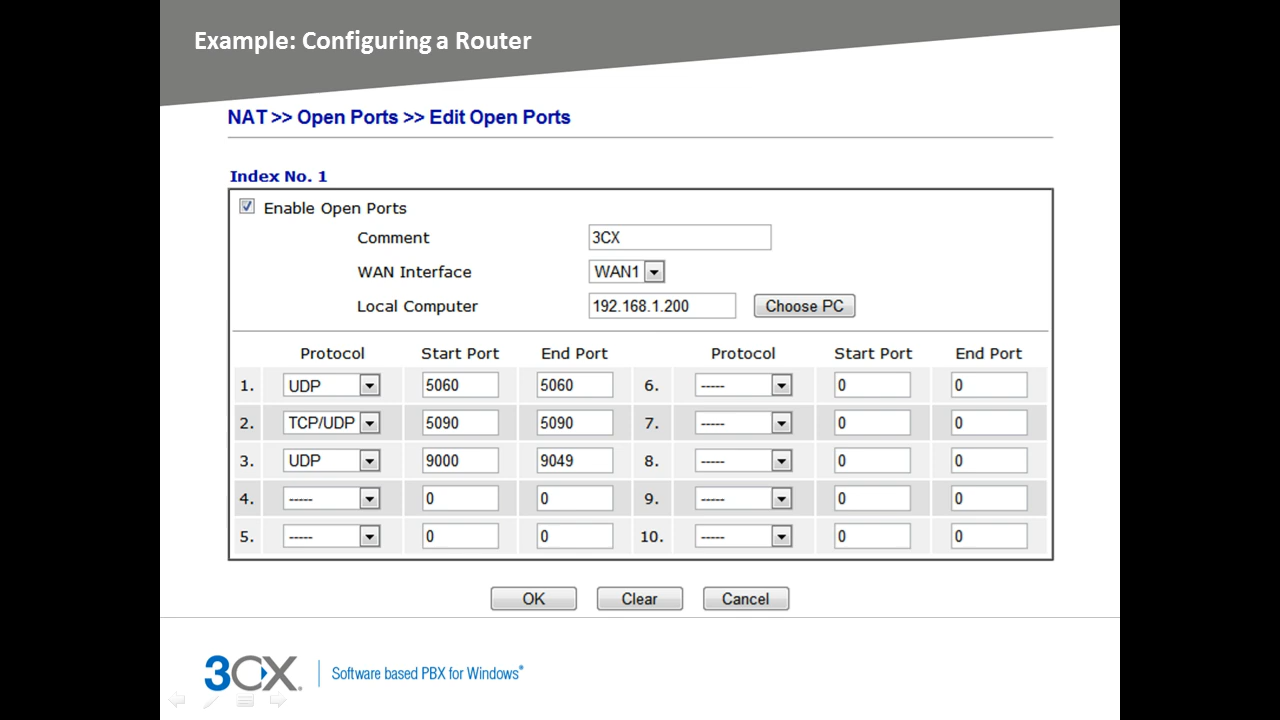 Example: Configuring a Router
NAT >> Open Ports >> Edit Open Ports
Index No. 1
Enable Open Ports
Comment 3CX
WAN Interface WAN1
Local Computer 192.168.1.200 Choose PC
Protocol Start Port End Port Protocol Start Port End Port
1. UDP 5060 5060 6. ----- 0 0
2. TCP/UDP 5090 5090 7. ----- 0 0
3. UDP 9000 9049 8. ----- 0 0
4. ----- 0 0 9. ----- 0 0
5. ----- 0 0 10. ----- 0 0
OK Clear Cancel
3CX® Software based PBX for Windows®